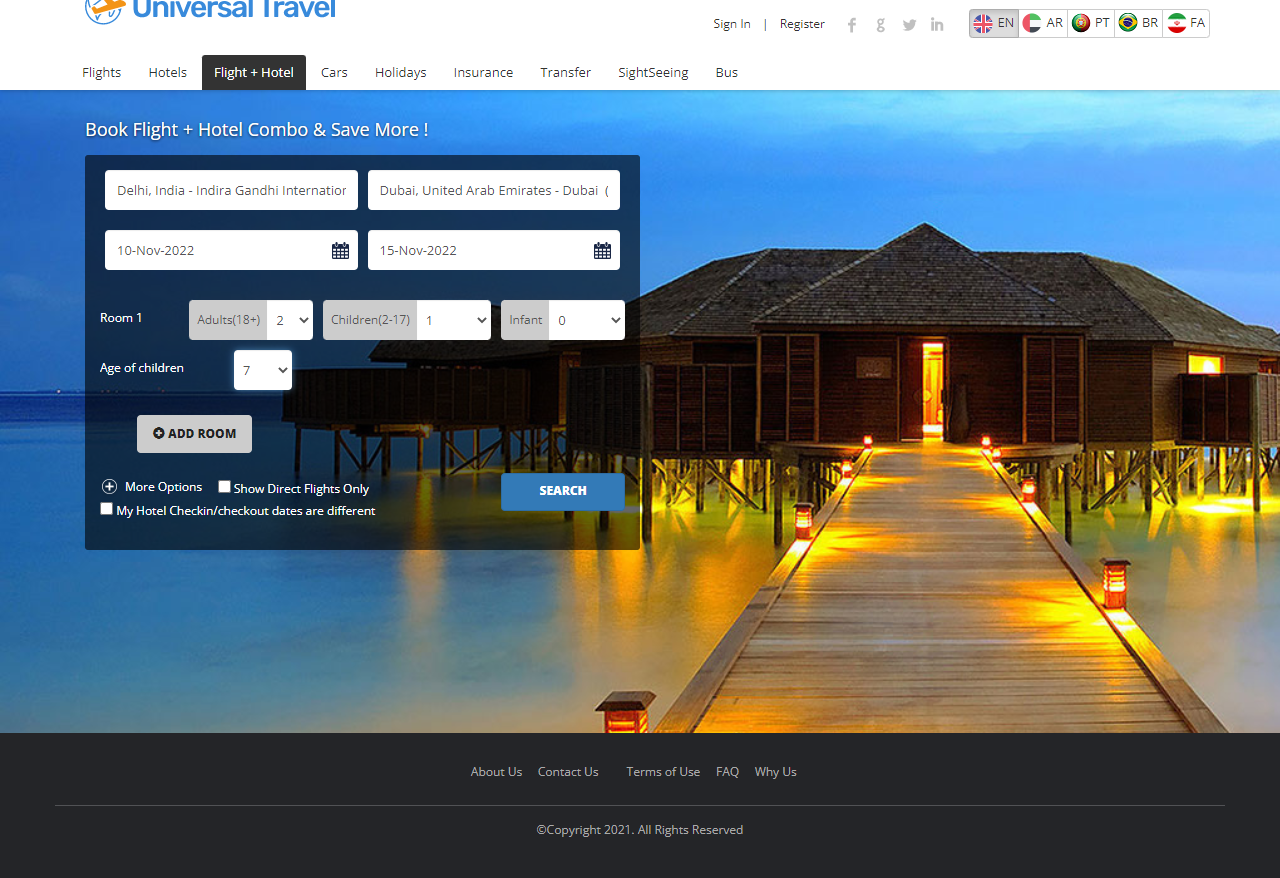 Universal Travel
Sign In | Register
EN AR PT BR FA
Flights Hotels Flight + Hotel Cars Holidays Insurance Transfer SightSeeing Bus
Book Flight + Hotel Combo & Save More !
Delhi, India - Indira Gandhi Internation Dubai, United Arab Emirates - Dubai (
10-Nov-2022 15-Nov-2022
Room 1 Adults(18+) 2 Children(2-17) 1 Infant 0
Age of children 7
ADD ROOM
More Options Show Direct Flights Only SEARCH
My Hotel Checkin/checkout dates are different
About Us Contact Us Terms of Use FAQ Why Us
©Copyright 2021. All Rights Reserved